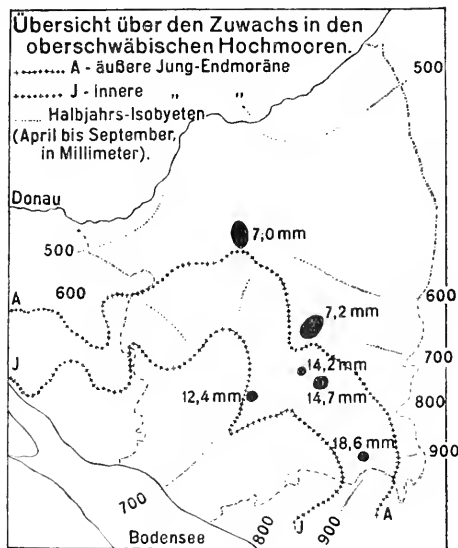 Übersicht über den Zuwachs in den
oberschwäbischen Hochmooren.
A - äußere Jung-Endmoräne
J - innere " "
Halbjahrs-Isobyeten
(April bis September,
in Millimeter).
500
Donau
500
7,0 mm
600
A
600
7,2 mm
700
J
14,2 mm
12,4 mm
14,7 mm
800
18,6 mm
900
700
800
J
900
A
Bodensee